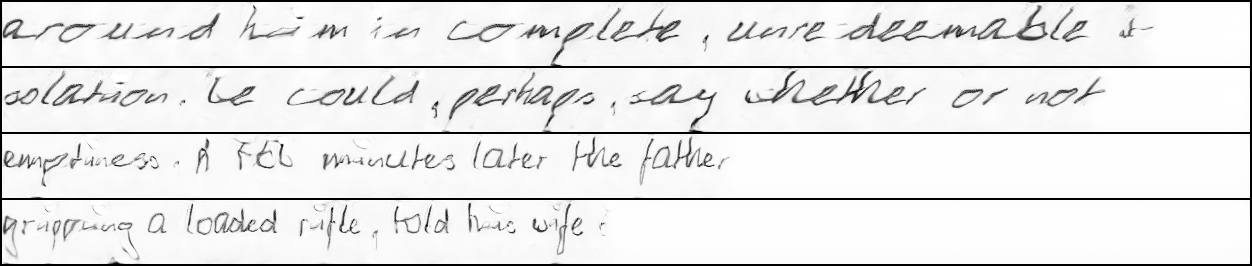 around him in complete, unredeemable i-
solation. be could, perhaps, say whether or not
emptiness. A few minutes later the father
gripping a loaded rifle, told his wife :